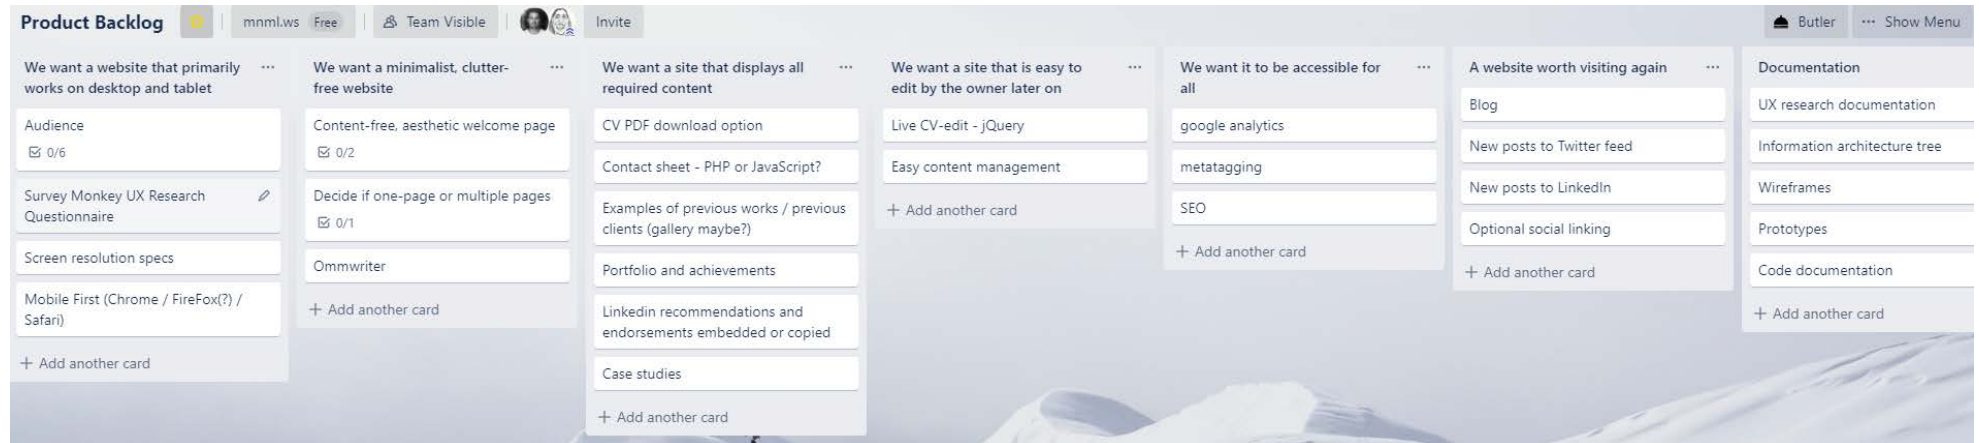 Product Backlog
mnml.ws Free
Team Visible
Invite
Butler
··· Show Menu
We want a website that primarily
works on desktop and tablet
Audience
0/6
Survey Monkey UX Research
Questionnaire
Screen resolution specs
Mobile First (Chrome / FireFox(?) /
Safari)
+ Add another card
We want a minimalist, clutter-
free website
Content-free, aesthetic welcome page
0/2
Decide if one-page or multiple pages
0/1
Ommwriter
+ Add another card
We want a site that displays all
required content
CV PDF download option
Contact sheet - PHP or JavaScript?
Examples of previous works / previous
clients (gallery maybe?)
Portfolio and achievements
Linkedin recommendations and
endorsements embedded or copied
Case studies
+ Add another card
We want a site that is easy to
edit by the owner later on
Live CV-edit - jQuery
Easy content management
+ Add another card
We want it to be accessible for
all
google analytics
metatagging
SEO
+ Add another card
A website worth visiting again
Blog
New posts to Twitter feed
New posts to LinkedIn
Optional social linking
+ Add another card
Documentation
UX research documentation
Information architecture tree
Wireframes
Prototypes
Code documentation
+ Add another card